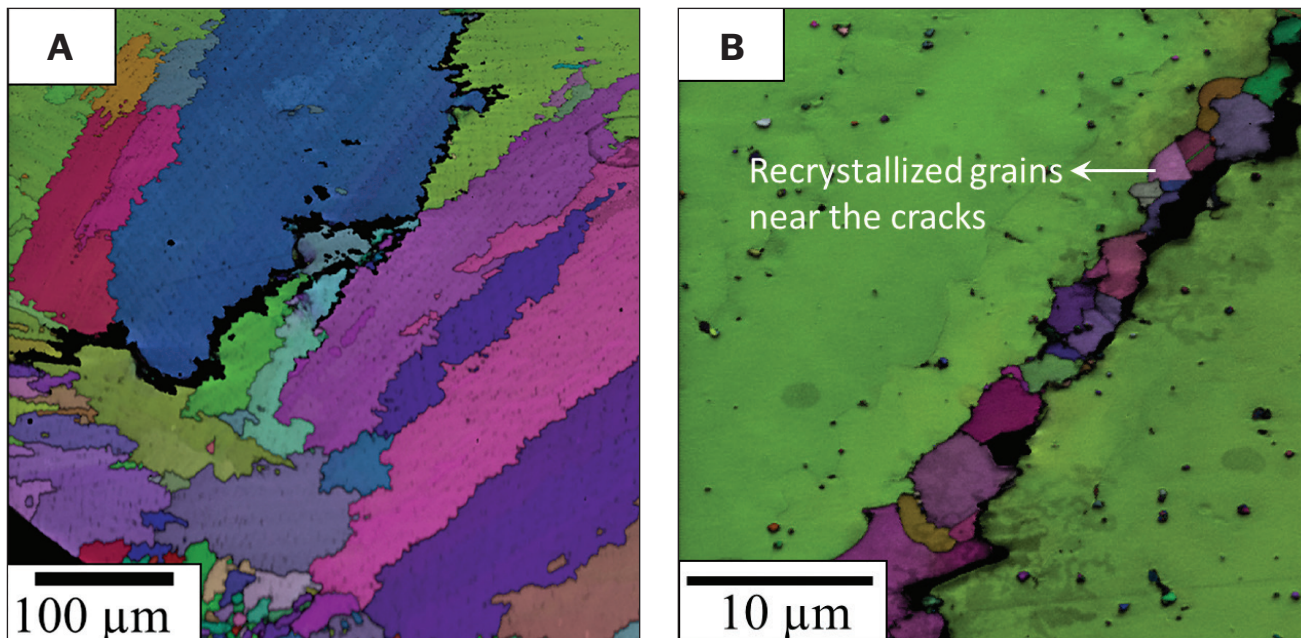 A
B
Recrystallized grains
near the cracks
100 µm
10 µm